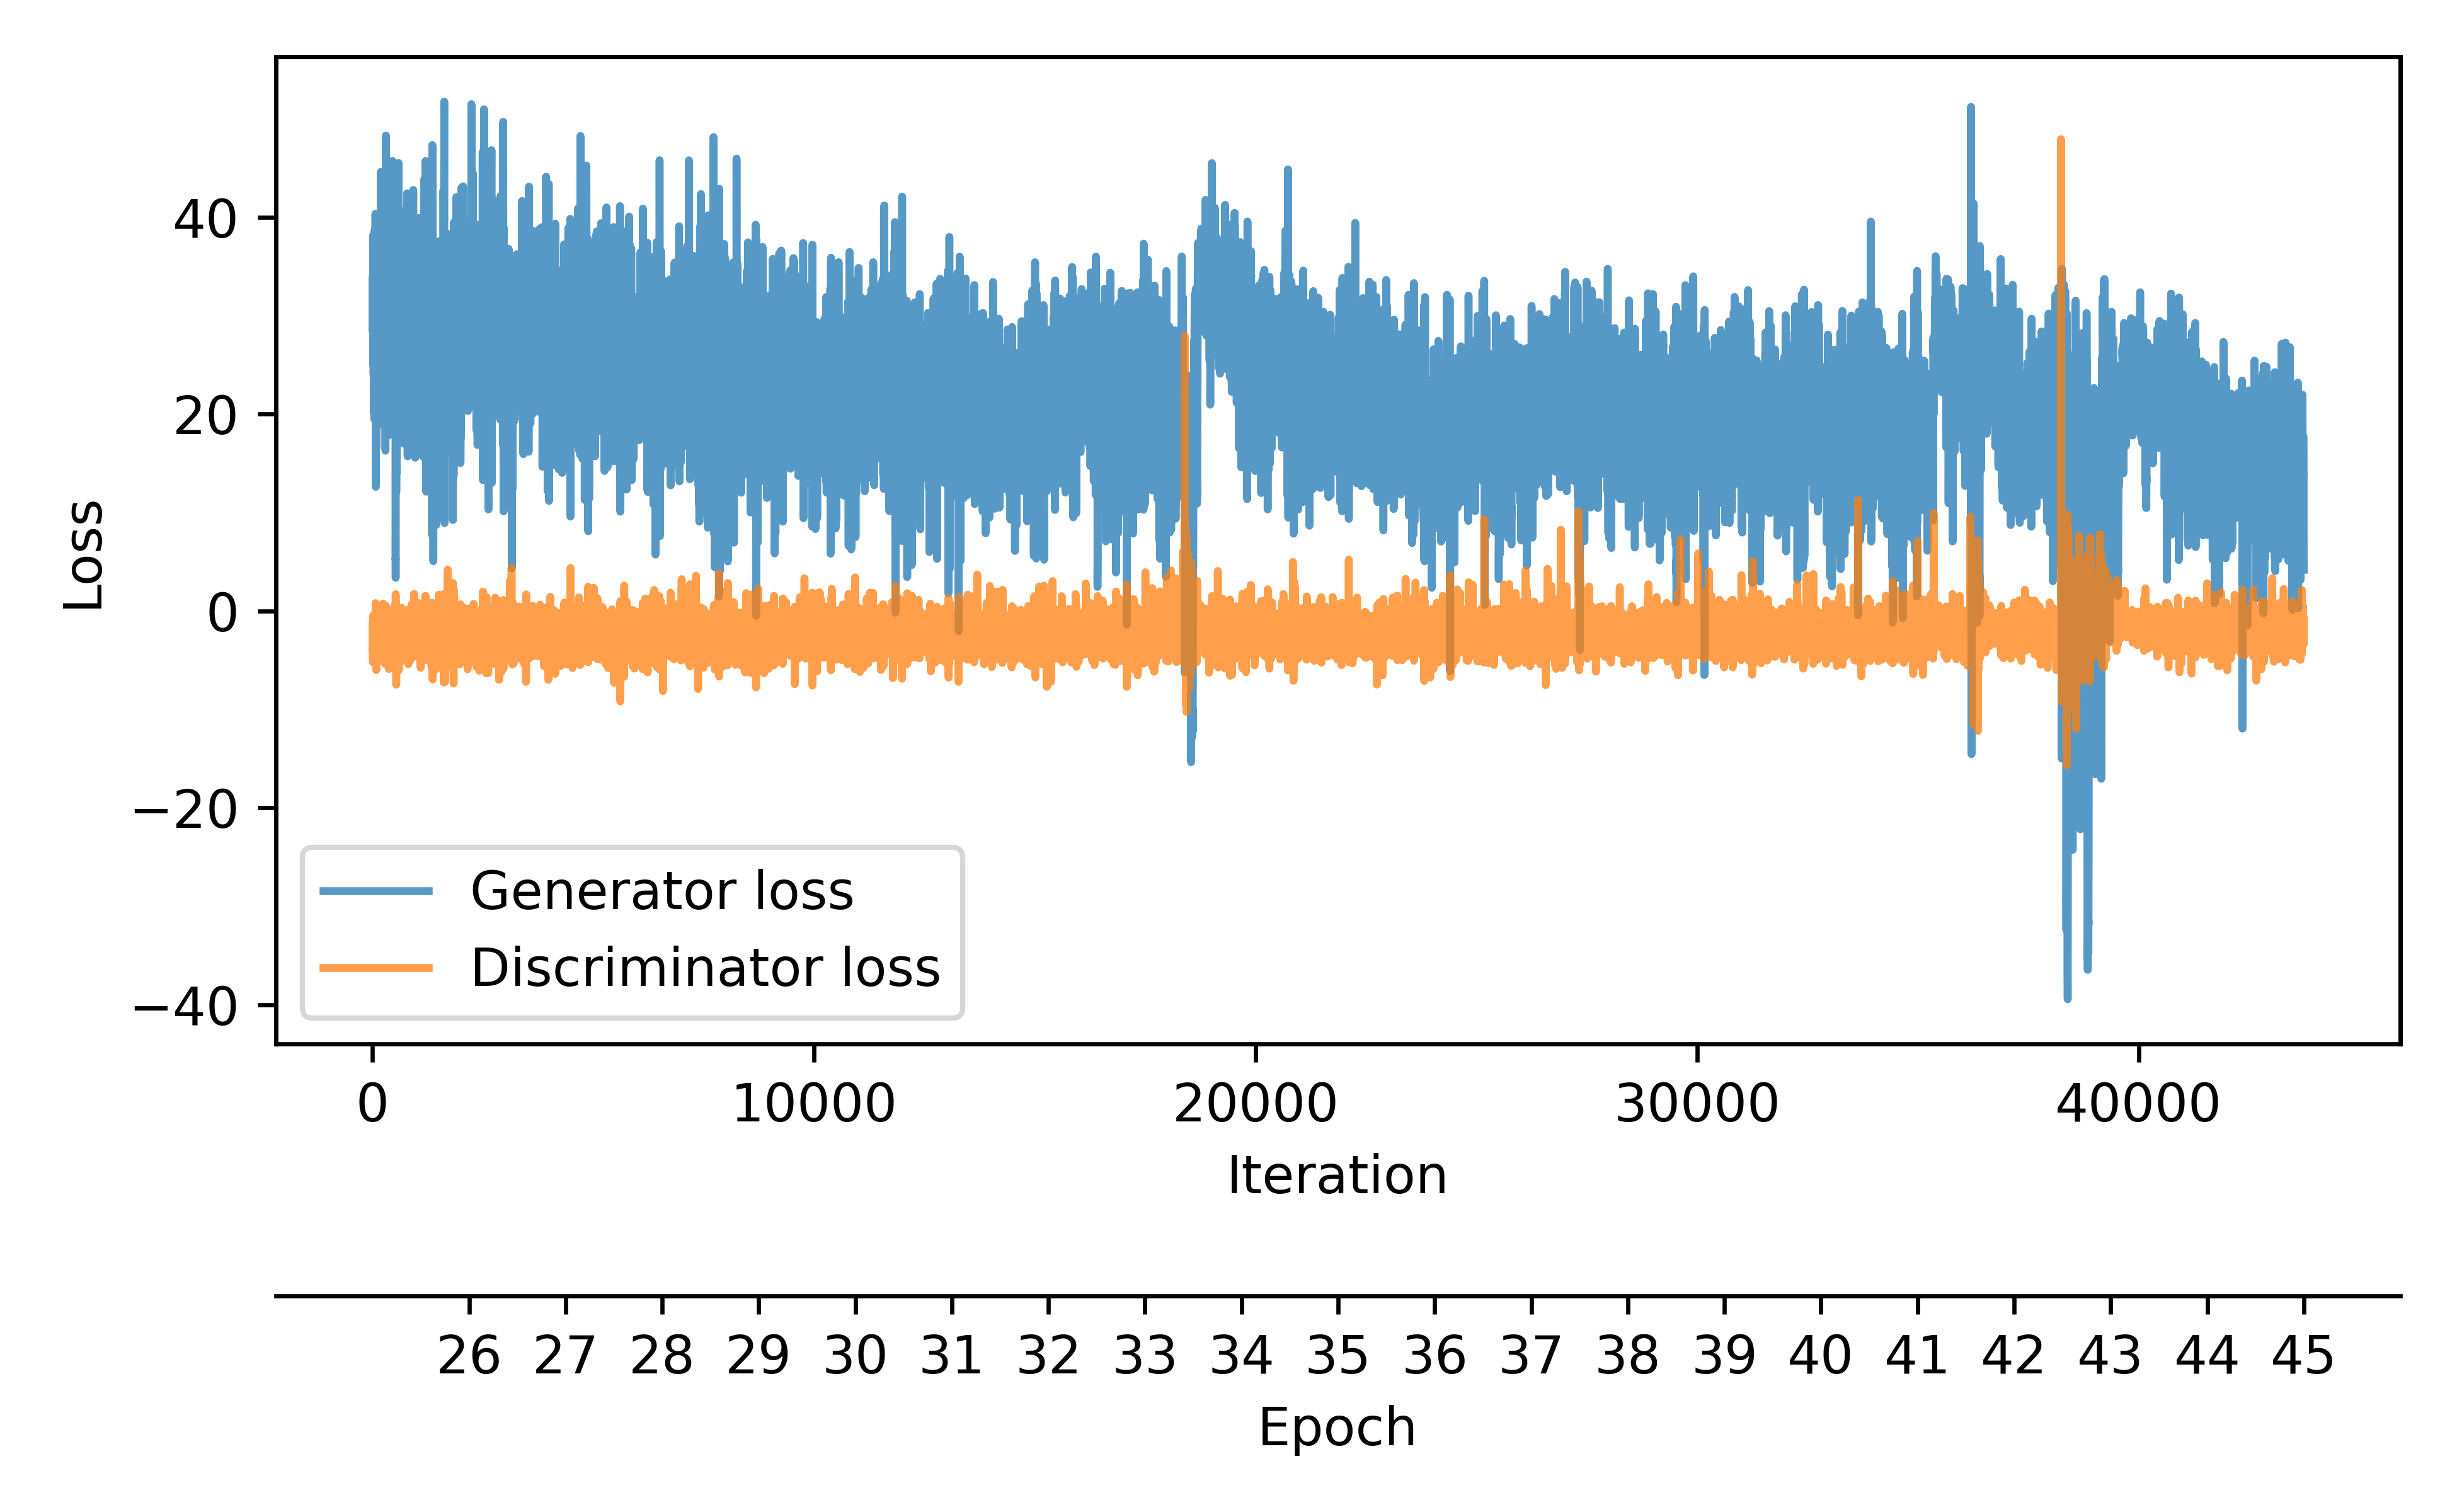 40
20
0
−20
−40
Loss
Generator loss
Discriminator loss
0 10000 20000 30000 40000
Iteration
26 27 28 29 30 31 32 33 34 35 36 37 38 39 40 41 42 43 44 45
Epoch